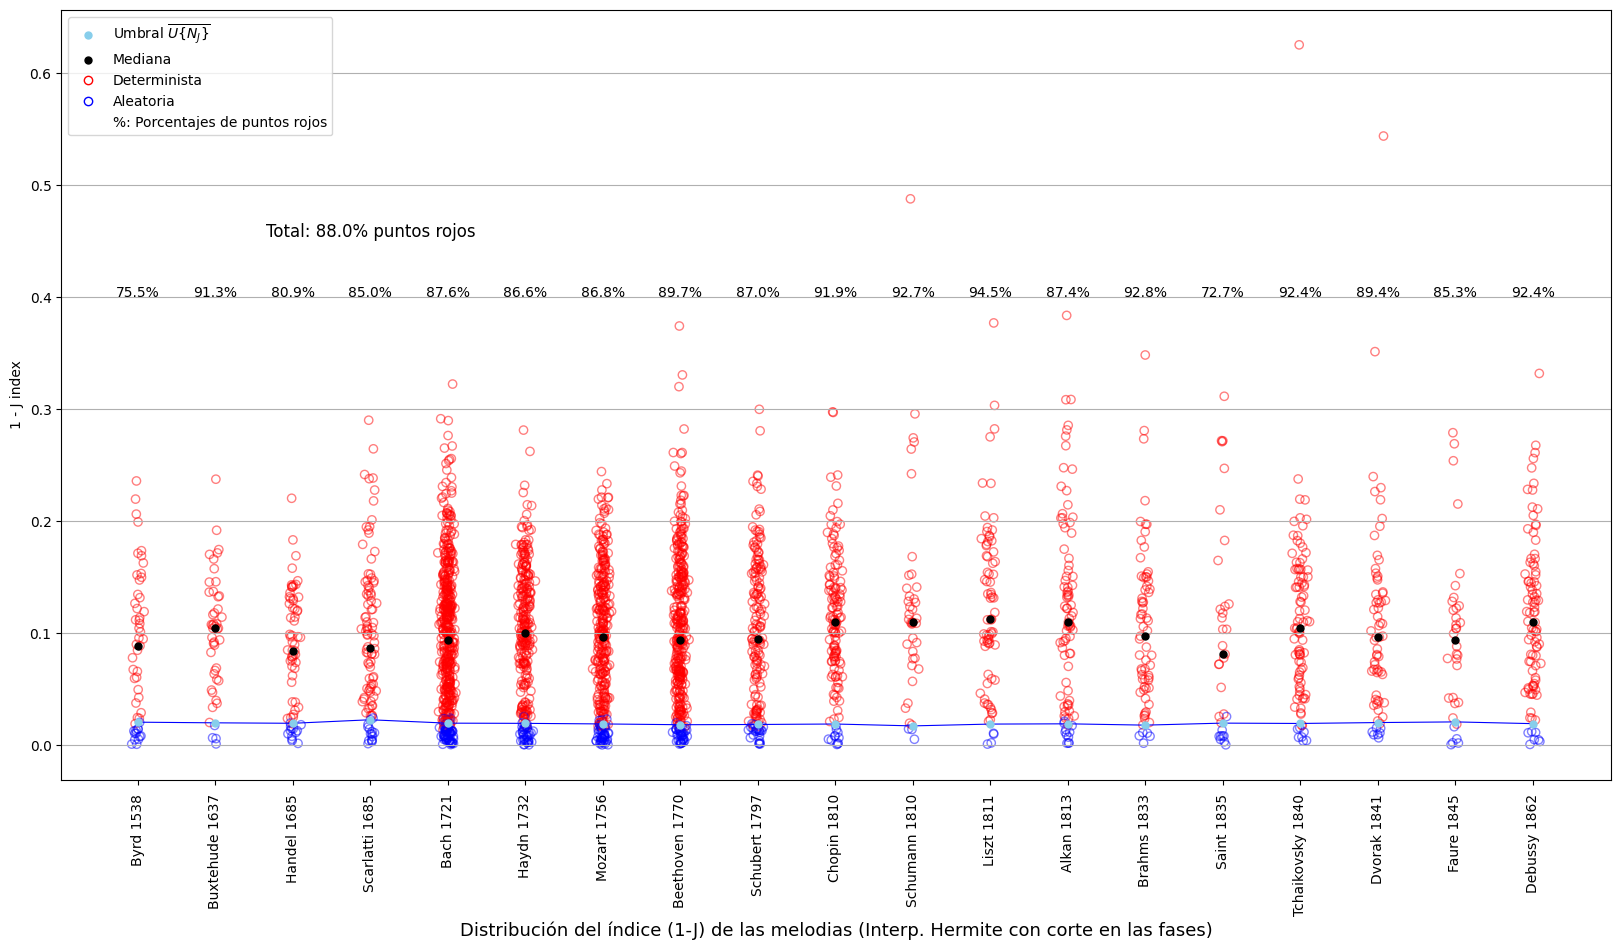 Umbral U{N_J}
Mediana
Determinista
Aleatoria
%: Porcentajes de puntos rojos
0.6
0.5
0.4
0.3
0.2
0.1
0.0
1 - J index
Total: 88.0% puntos rojos
75.5% 91.3% 80.9% 85.0% 87.6% 86.6% 86.8% 89.7% 87.0% 91.9% 92.7% 94.5% 87.4% 92.8% 72.7% 92.4% 89.4% 85.3% 92.4%
Byrd 1538
Buxtehude 1637
Handel 1685
Scarlatti 1685
Bach 1721
Haydn 1732
Mozart 1756
Beethoven 1770
Schubert 1797
Chopin 1810
Schumann 1810
Liszt 1811
Alkan 1813
Brahms 1833
Saint 1835
Tchaikovsky 1840
Dvorak 1841
Faure 1845
Debussy 1862
Distribución del índice (1-J) de las melodias (Interp. Hermite con corte en las fases)